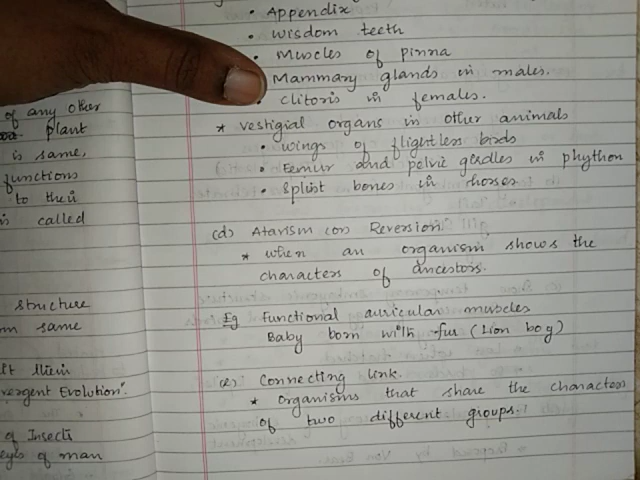 of any other
plant
is same,
functions
to their
is called
structure
same
their
vergent Evolution".
of Insects
eyes of man
• Appendix
• wisdom teeth
• Muscles of pinna
Mammary glands in males.
• Clitoris in females.
* Vestigial organs in other animals
• wings of flightless birds
• Femur and pelvic girdles in phython
• Splint bones in horses
(d) Atavism (or) Reversion
* when an organism shows the
characters of ancestors.
Eg Functional auricular muscles
Baby born with fur (Lion boy)
(e) Connecting link.
* Organisms that share the characters
of two different groups.